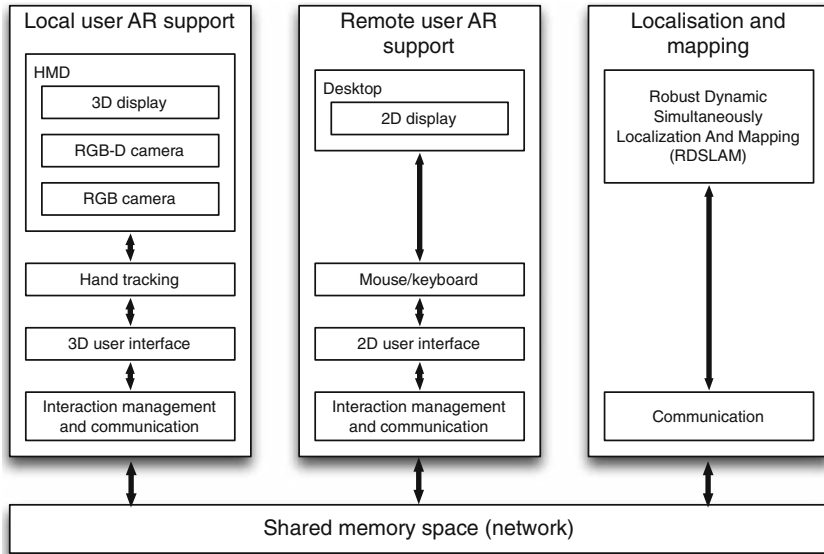 Local user AR support
HMD
3D display
RGB-D camera
RGB camera
Hand tracking
3D user interface
Interaction management
and communication
Remote user AR
support
Desktop
2D display
Mouse/keyboard
2D user interface
Interaction management
and communication
Localisation and
mapping
Robust Dynamic
Simultaneously
Localization And Mapping
(RDSLAM)
Communication
Shared memory space (network)